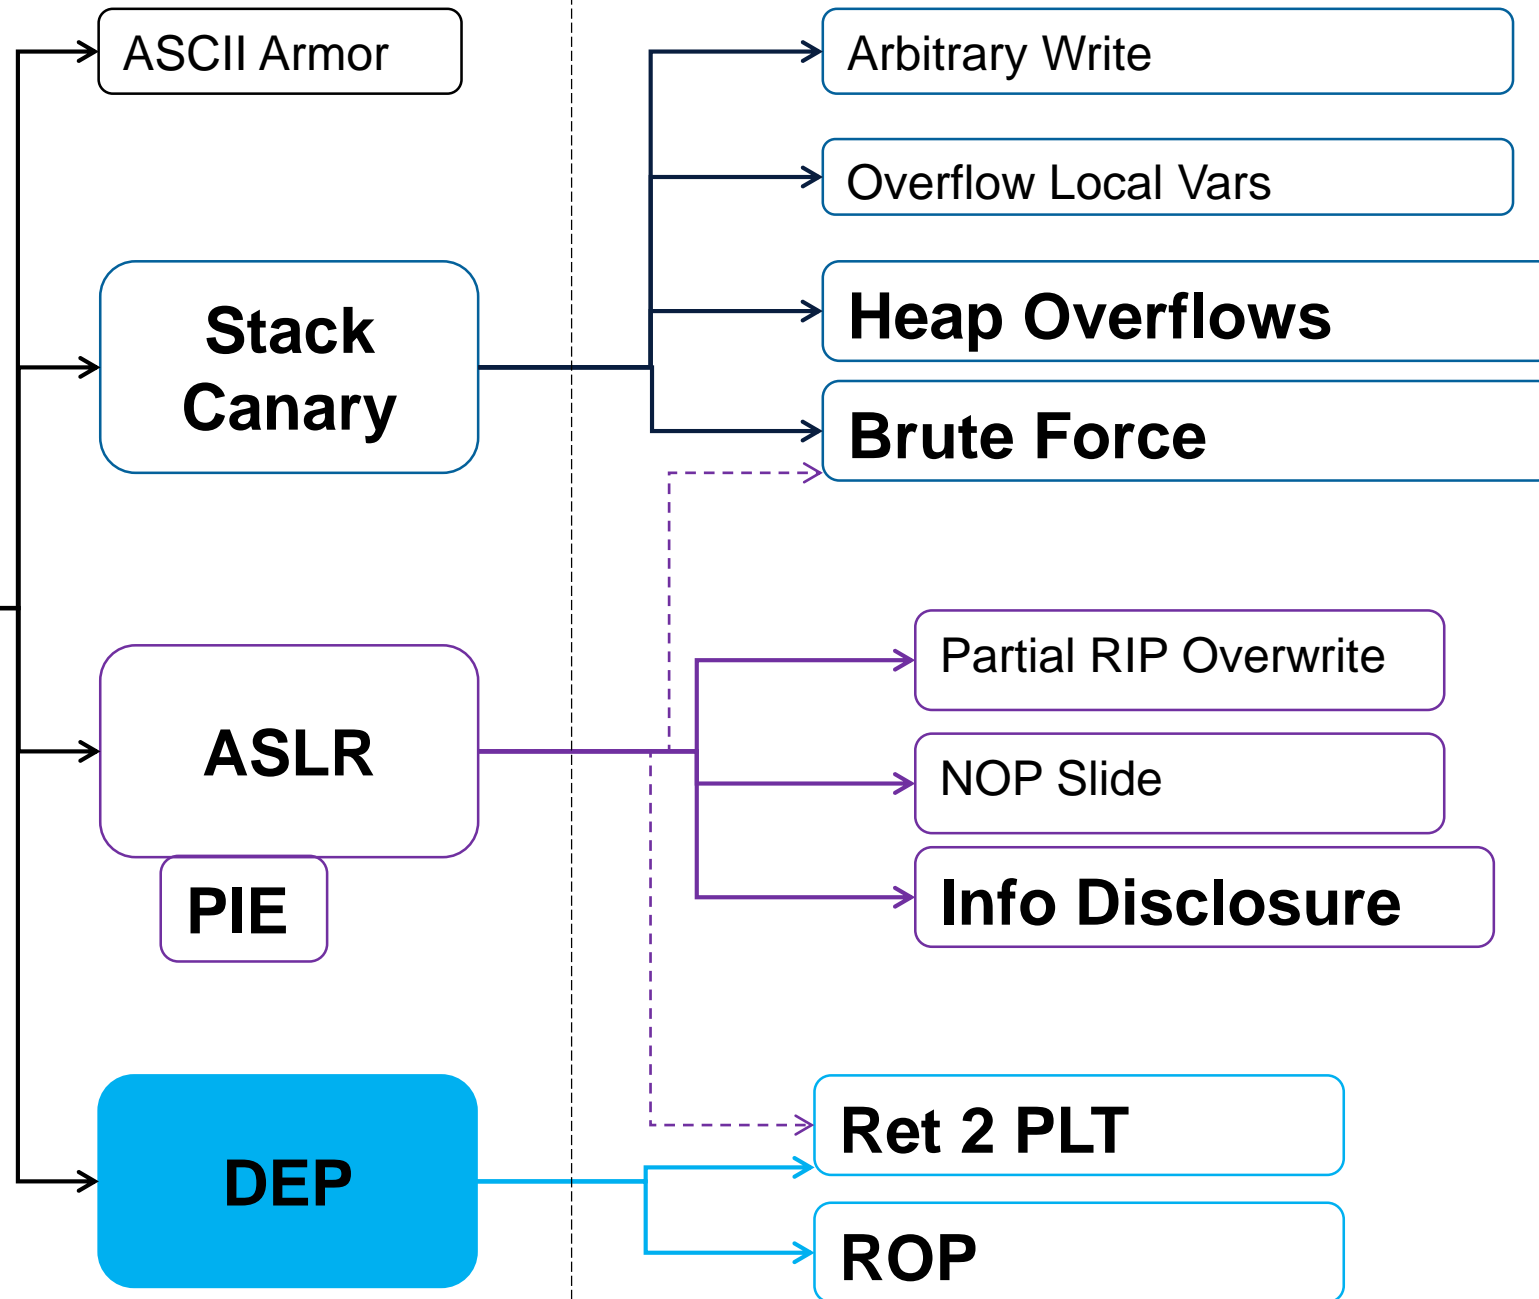 ASCII Armor
Arbitrary Write
Overflow Local Vars
Stack
Canary
Heap Overflows
Brute Force
ASLR
PIE
Partial RIP Overwrite
NOP Slide
Info Disclosure
DEP
Ret 2 PLT
ROP